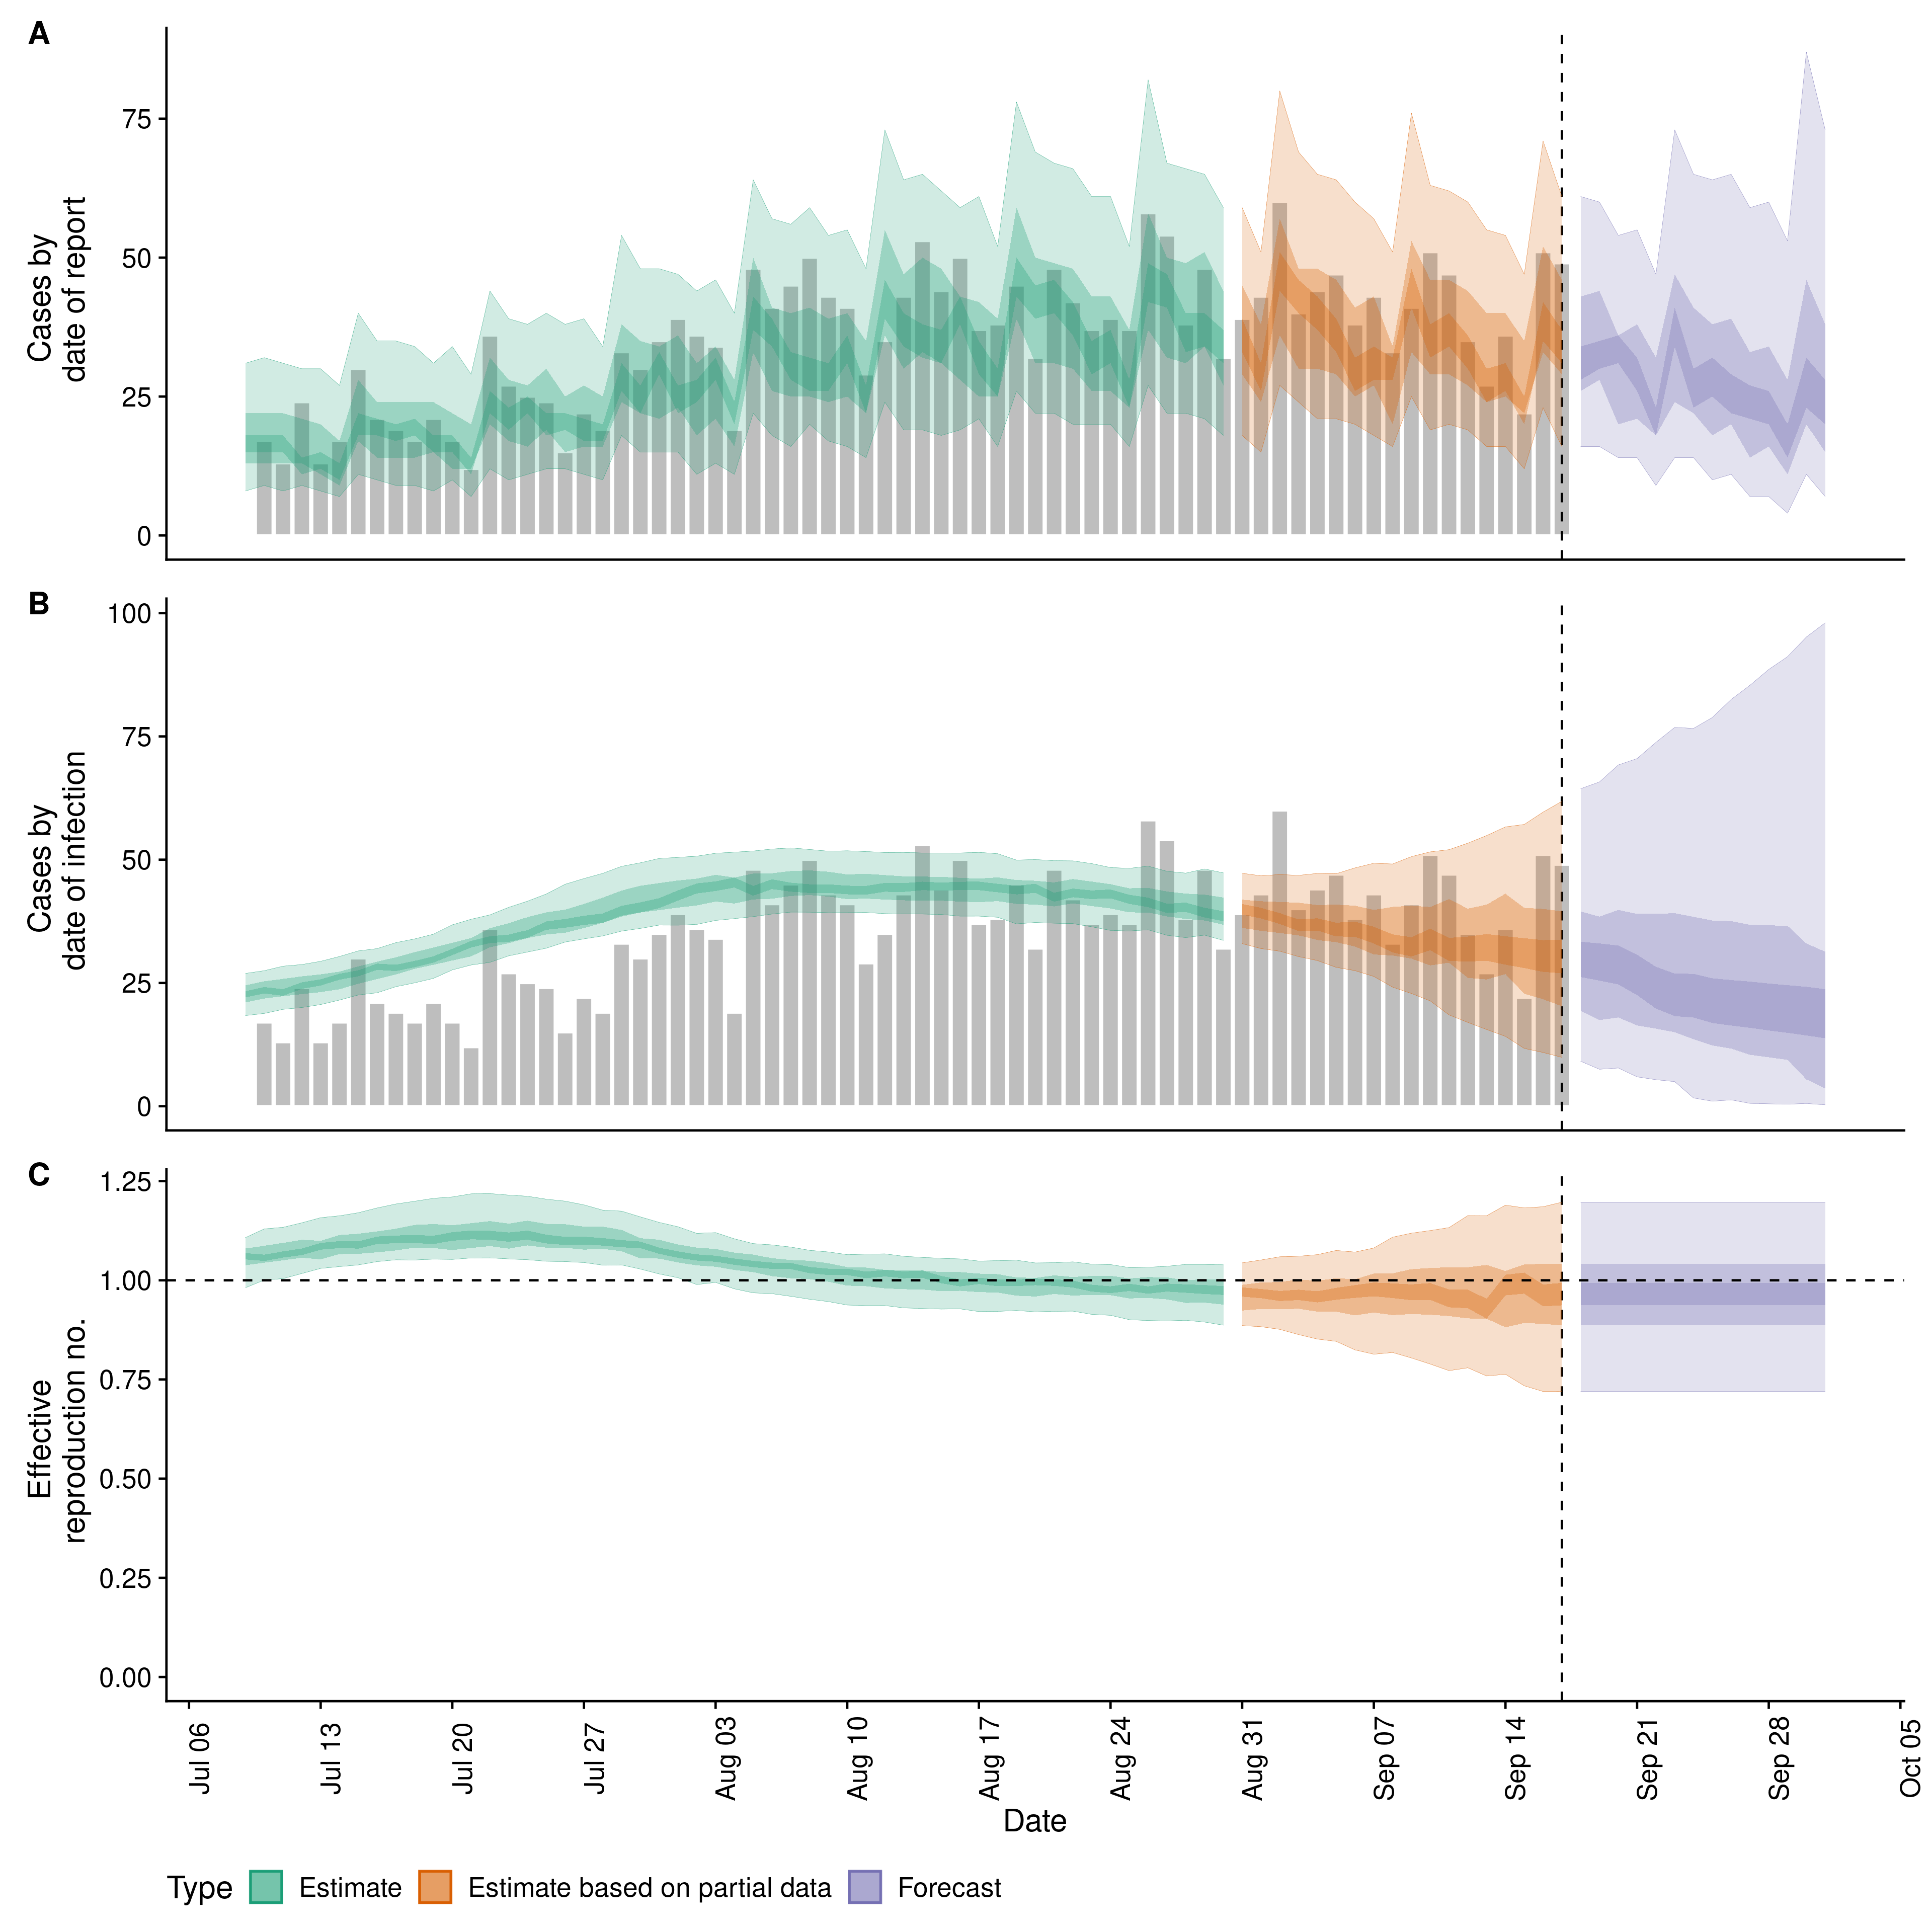 A
Cases by
date of report
75
50
25
0
B
Cases by
date of infection
100
75
50
25
0
C
Effective
reproduction no.
1.25
1.00
0.75
0.50
0.25
0.00
Jul 06
Jul 13
Jul 20
Jul 27
Aug 03
Aug 10
Aug 17
Aug 24
Aug 31
Sep 07
Sep 14
Sep 21
Sep 28
Oct 05
Date
Type Estimate Estimate based on partial data Forecast